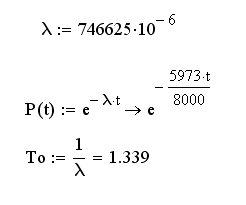 λ := 746625·10^-6
P(t) := e^(-λ·t) → e^(-5973·t/8000)
To := 1/λ = 1.339